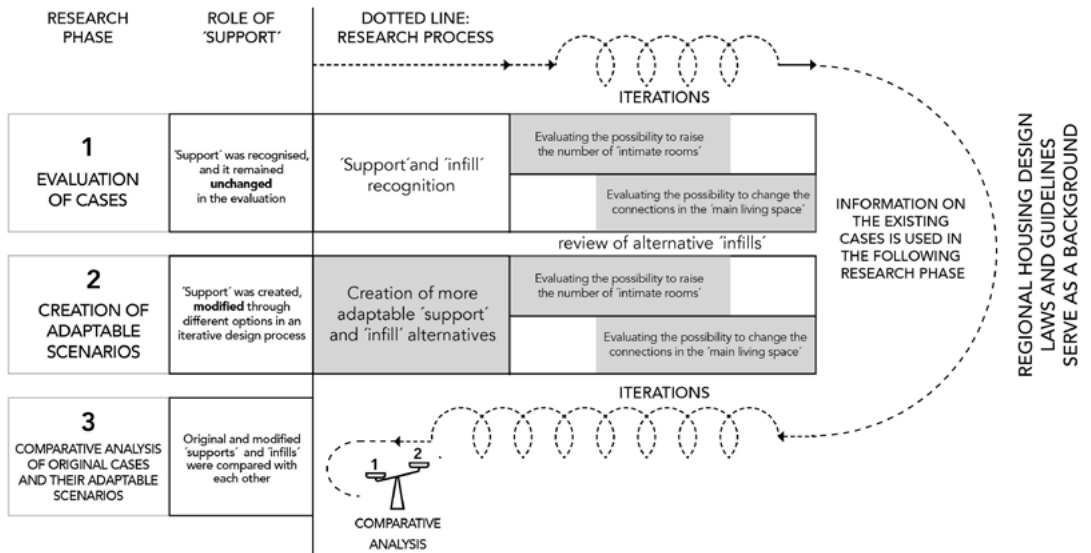 RESEARCH
PHASE
ROLE OF
´SUPPORT´
DOTTED LINE:
RESEARCH PROCESS
ITERATIONS
1
EVALUATION
OF CASES
´Support´ was recognised,
and it remained
unchanged
in the evaluation
´Support´and ´infill´
recognition
Evaluating the possibility to raise
the number of ´intimate rooms´
Evaluating the possibility to change the
connections in the ´main living space´
review of alternative ´infills´
2
CREATION OF
ADAPTABLE
SCENARIOS
´Support´ was created,
modified through
different options in an
iterative design process
Creation of more
adaptable ´support´
and ´infill´ alternatives
Evaluating the possibility to raise
the number of ´intimate rooms´
Evaluating the possibility to change the
connections in the ´main living space´
INFORMATION ON
THE EXISTING
CASES IS USED IN
THE FOLLOWING
RESEARCH PHASE
REGIONAL HOUSING DESIGN
LAWS AND GUIDELINES
SERVE AS A BACKGROUND
ITERATIONS
3
COMPARATIVE ANALYSIS
OF ORIGINAL CASES
AND THEIR ADAPTABLE
SCENARIOS
Original and modified
´supports´ and ´infills´
were compared with
each other
1
2
COMPARATIVE
ANALYSIS